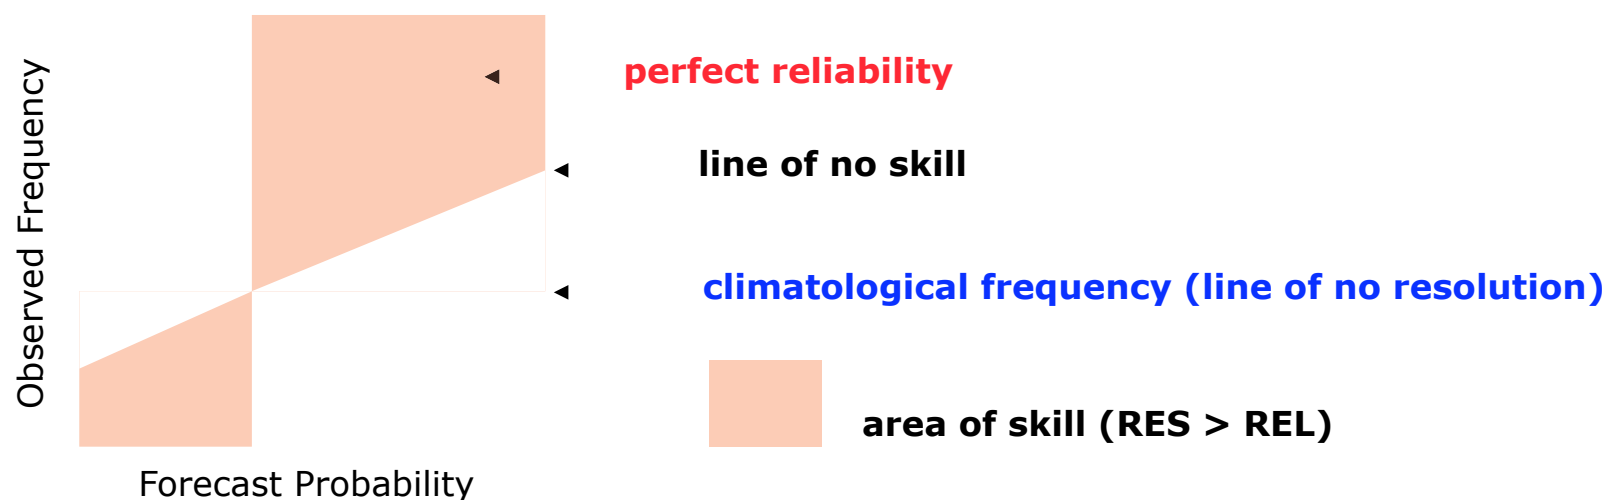 Observed Frequency
perfect reliability
line of no skill
climatological frequency (line of no resolution)
area of skill (RES > REL)
Forecast Probability